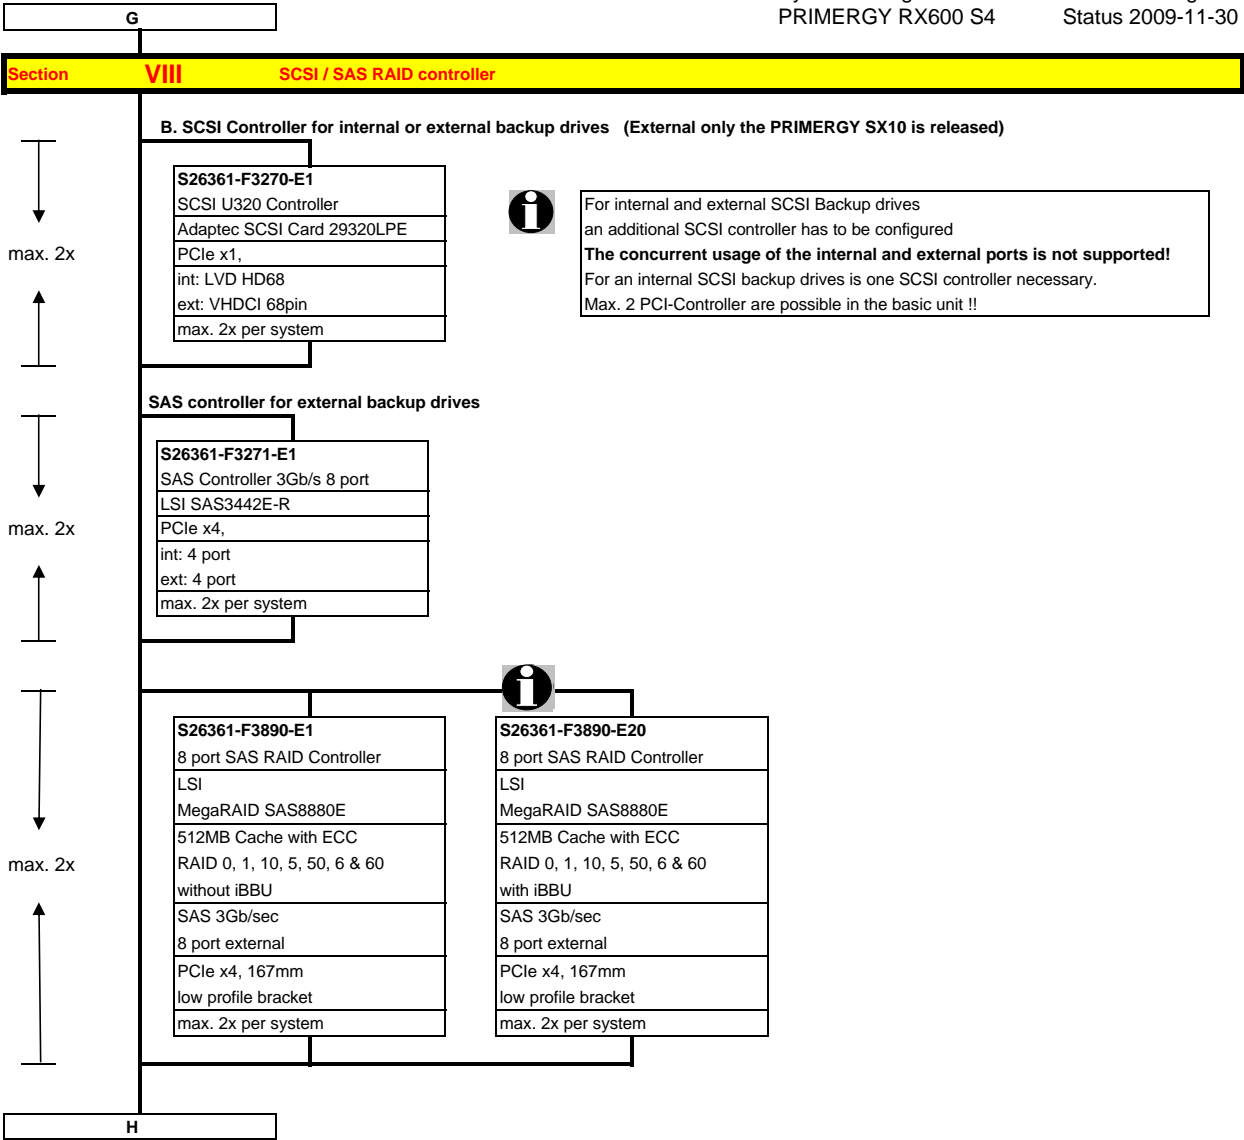 G
PRIMERGY RX600 S4 Status 2009-11-30
Section VIII SCSI / SAS RAID controller
B. SCSI Controller for internal or external backup drives (External only the PRIMERGY SX10 is released)
max. 2x
S26361-F3270-E1
SCSI U320 Controller
Adaptec SCSI Card 29320LPE
PCIe x1,
int: LVD HD68
ext: VHDCI 68pin
max. 2x per system
For internal and external SCSI Backup drives
an additional SCSI controller has to be configured
The concurrent usage of the internal and external ports is not supported!
For an internal SCSI backup drives is one SCSI controller necessary.
Max. 2 PCI-Controller are possible in the basic unit !!
SAS controller for external backup drives
max. 2x
S26361-F3271-E1
SAS Controller 3Gb/s 8 port
LSI SAS3442E-R
PCIe x4,
int: 4 port
ext: 4 port
max. 2x per system
max. 2x
S26361-F3890-E1
8 port SAS RAID Controller
LSI
MegaRAID SAS8880E
512MB Cache with ECC
RAID 0, 1, 10, 5, 50, 6 & 60
without iBBU
SAS 3Gb/sec
8 port external
PCIe x4, 167mm
low profile bracket
max. 2x per system
S26361-F3890-E20
8 port SAS RAID Controller
LSI
MegaRAID SAS8880E
512MB Cache with ECC
RAID 0, 1, 10, 5, 50, 6 & 60
with iBBU
SAS 3Gb/sec
8 port external
PCIe x4, 167mm
low profile bracket
max. 2x per system
H